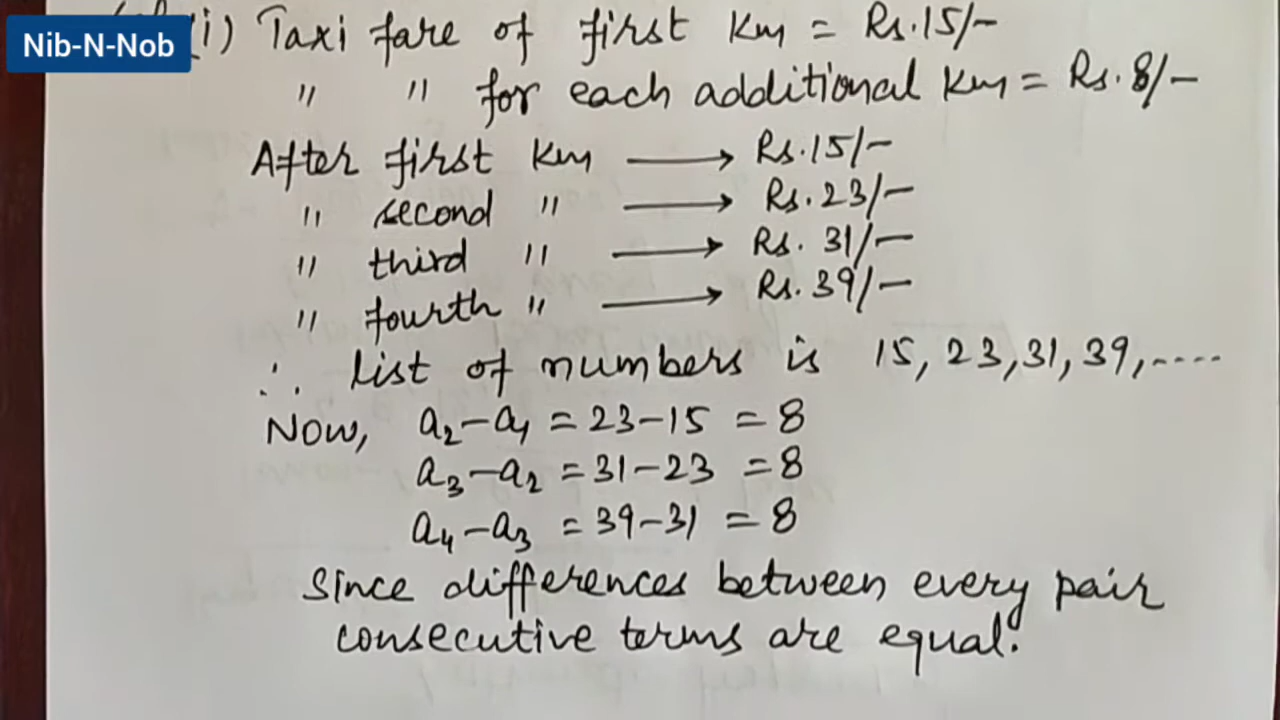 Nib-N-Nob
(i) Taxi fare of first Km = Rs.15/-
" " for each additional Km = Rs. 8/-
After first Km → Rs.15/-
" second " → Rs.23/-
" third " → Rs. 31/-
" fourth " → Rs.39/-
∴ list of numbers is 15, 23, 31, 39, ....
Now, a₂-a₁ = 23-15 = 8
a₃-a₂ = 31-23 = 8
a₄-a₃ = 39-31 = 8
Since differences between every pair
consecutive terms are equal.